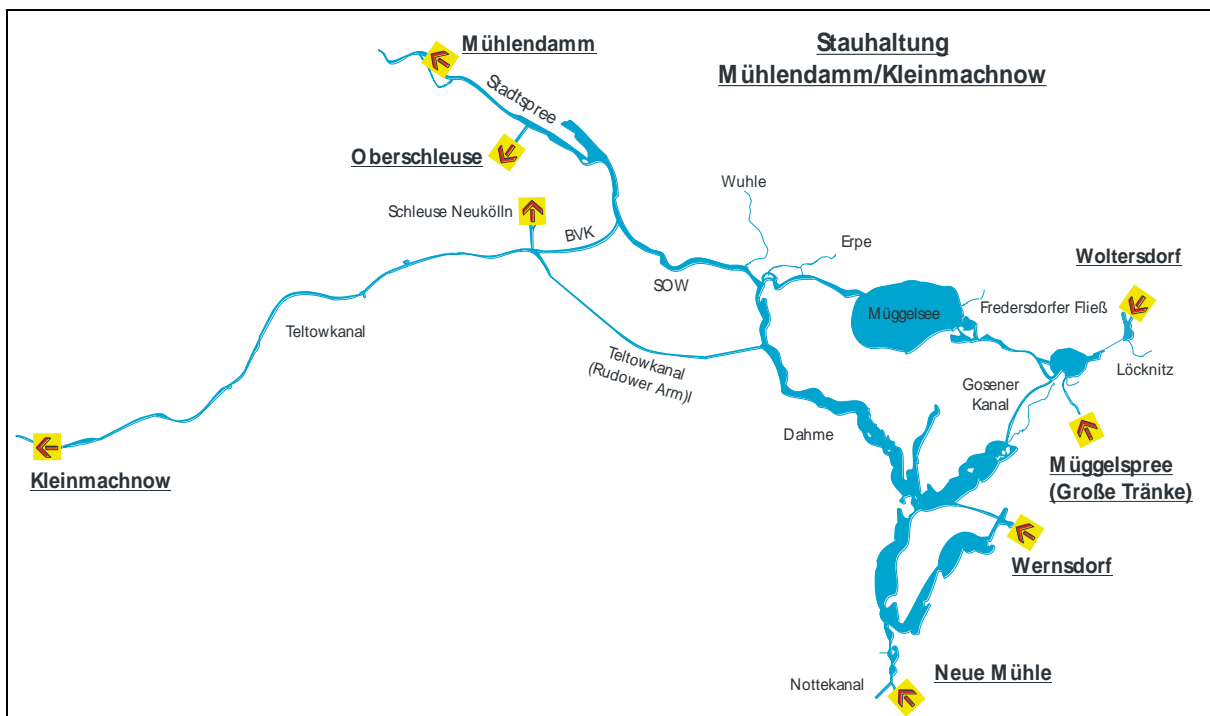 Stauhaltung
Mühlendamm/Kleinmachnow
Mühlendamm
Stadtspree
Oberschleuse
Schleuse Neukölln
BVK
Wuhle
Erpe
SOW
Woltersdorf
Müggelsee
Fredersdorfer Fließ
Teltowkanal
Teltowkanal
(Rudower Arm)l
Löcknitz
Gosener
Kanal
Dahme
Kleinmachnow
Müggelspree
(Große Tränke)
Wernsdorf
Nottekanal
Neue Mühle